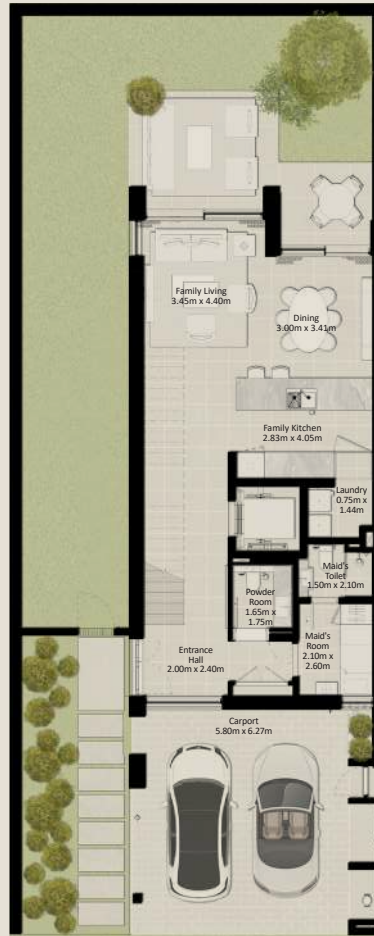 Family Living
3.45m x 4.40m
Dining
3.00m x 3.41m
Family Kitchen
2.83m x 4.05m
Laundry
0.75m x
1.44m
Maid's
Toilet
1.50m x 2.10m
Powder
Room
1.65m x
1.75m
Maid's
Room
2.10m x
2.60m
Entrance
Hall
2.00m x 2.40m
Carport
5.80m x 6.27m